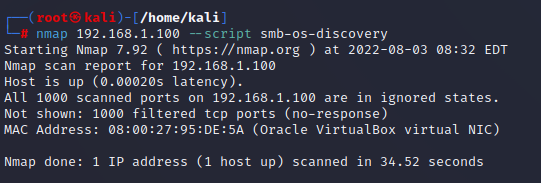 ┌──(root㉿kali)-[/home/kali]
└─# nmap 192.168.1.100 --script smb-os-discovery
Starting Nmap 7.92 ( https://nmap.org ) at 2022-08-03 08:32 EDT
Nmap scan report for 192.168.1.100
Host is up (0.00020s latency).
All 1000 scanned ports on 192.168.1.100 are in ignored states.
Not shown: 1000 filtered tcp ports (no-response)
MAC Address: 08:00:27:95:DE:5A (Oracle VirtualBox virtual NIC)
Nmap done: 1 IP address (1 host up) scanned in 34.52 seconds